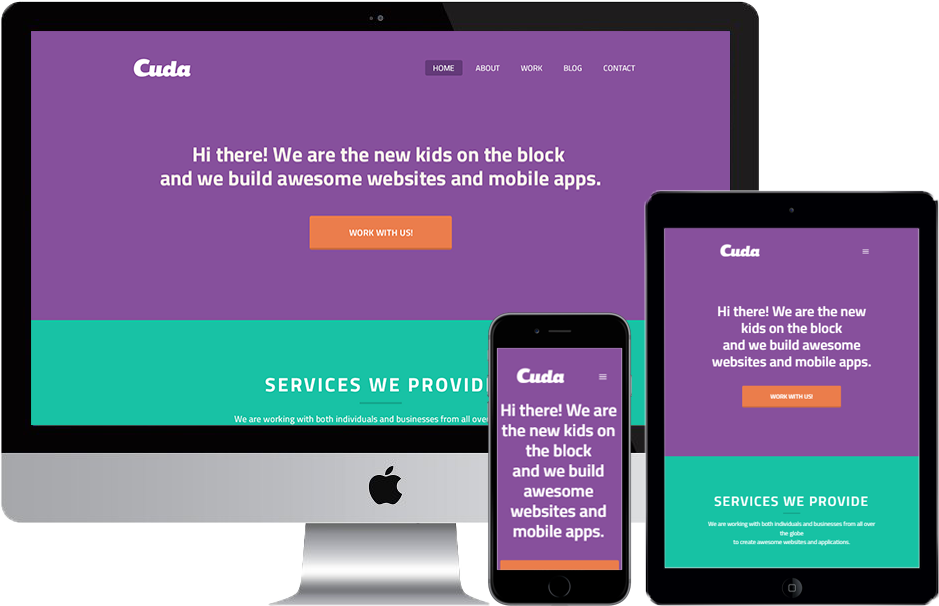 Cuda
HOME ABOUT WORK BLOG CONTACT
Hi there! We are the new kids on the block
and we build awesome websites and mobile apps.
WORK WITH US!
SERVICES WE PROVID
We are working with both individuals and businesses from all over
Cuda
Hi there! We are
the new kids on
the block
and we build
awesome
websites and
mobile apps.
Cuda
Hi there! We are the new
kids on the block
and we build awesome
websites and mobile apps.
WORK WITH US!
SERVICES WE PROVIDE
We are working with both individuals and businesses from all over
the globe
to create awesome websites and applications.